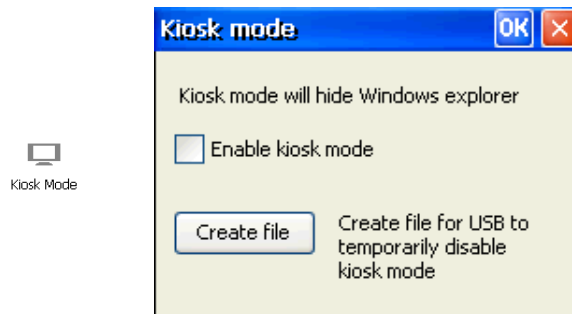 Kiosk Mode
Kiosk mode
OK
Kiosk mode will hide Windows explorer
Enable kiosk mode
Create file
Create file for USB to
temporarily disable
kiosk mode